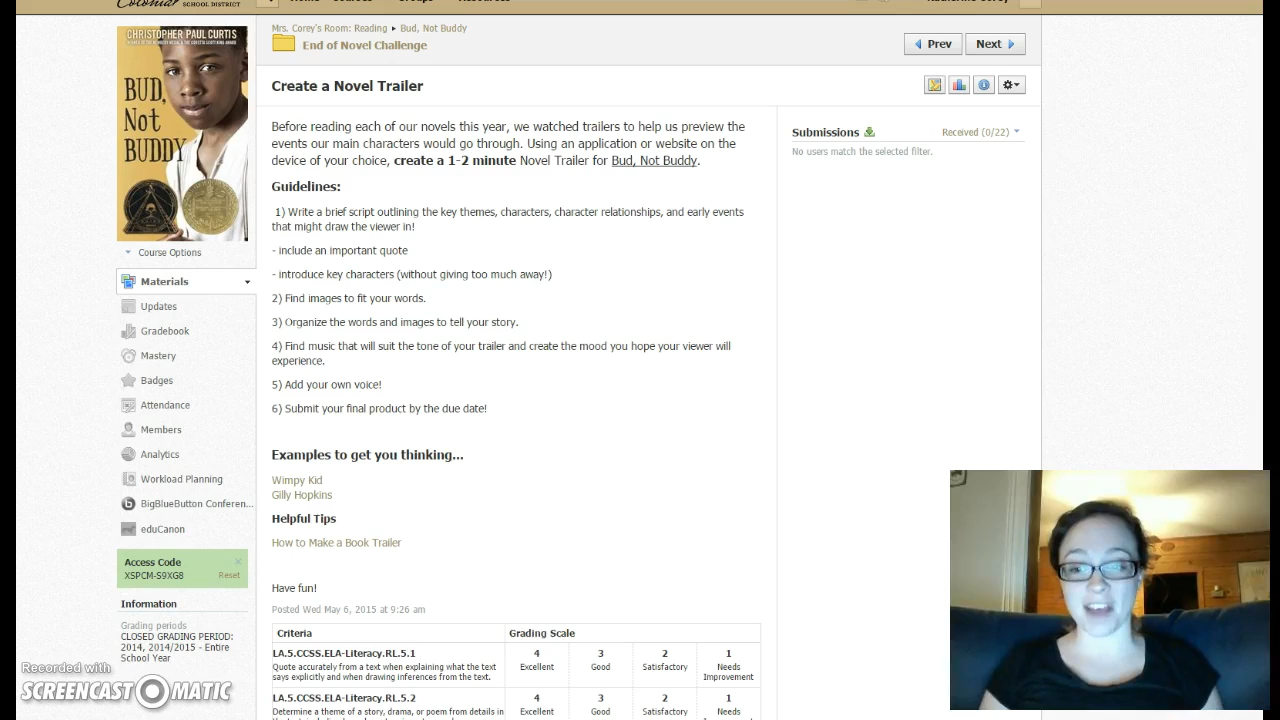 SCHOOL DISTRICT
Mrs. Corey's Room: Reading ▸ Bud, Not Buddy
End of Novel Challenge
Prev
Next
CHRISTOPHER PAUL CURTIS
BUD,
Not
BUDDY
Create a Novel Trailer
Before reading each of our novels this year, we watched trailers to help us preview the
events our main characters would go through. Using an application or website on the
device of your choice, create a 1-2 minute Novel Trailer for Bud, Not Buddy.
Guidelines:
1) Write a brief script outlining the key themes, characters, character relationships, and early events
that might draw the viewer in!
- include an important quote
- introduce key characters (without giving too much away!)
2) Find images to fit your words.
3) Organize the words and images to tell your story.
4) Find music that will suit the tone of your trailer and create the mood you hope your viewer will
experience.
5) Add your own voice!
6) Submit your final product by the due date!
Examples to get you thinking...
Wimpy Kid
Gilly Hopkins
Helpful Tips
How to Make a Book Trailer
Have fun!
Posted Wed May 6, 2015 at 9:26 am
Criteria Grading Scale
LA.5.CCSS.ELA-Literacy.RL.5.1 4 3 2 1
Quote accurately from a text when explaining what the text Excellent Good Satisfactory Needs
says explicitly and when drawing inferences from the text. Improvement
LA.5.CCSS.ELA-Literacy.RL.5.2 4 3 2 1
Determine a theme of a story, drama, or poem from details in Excellent Good Satisfactory Needs
Submissions Received (0/22)
No users match the selected filter.
Course Options
Materials
Updates
Gradebook
Mastery
Badges
Attendance
Members
Analytics
Workload Planning
BigBlueButton Conferen...
eduCanon
Access Code
XSPCM-S9XG8 Reset
Information
Grading periods
CLOSED GRADING PERIOD:
2014, 2014/2015 - Entire
School Year
Recorded with
SCREENCAST MATIC